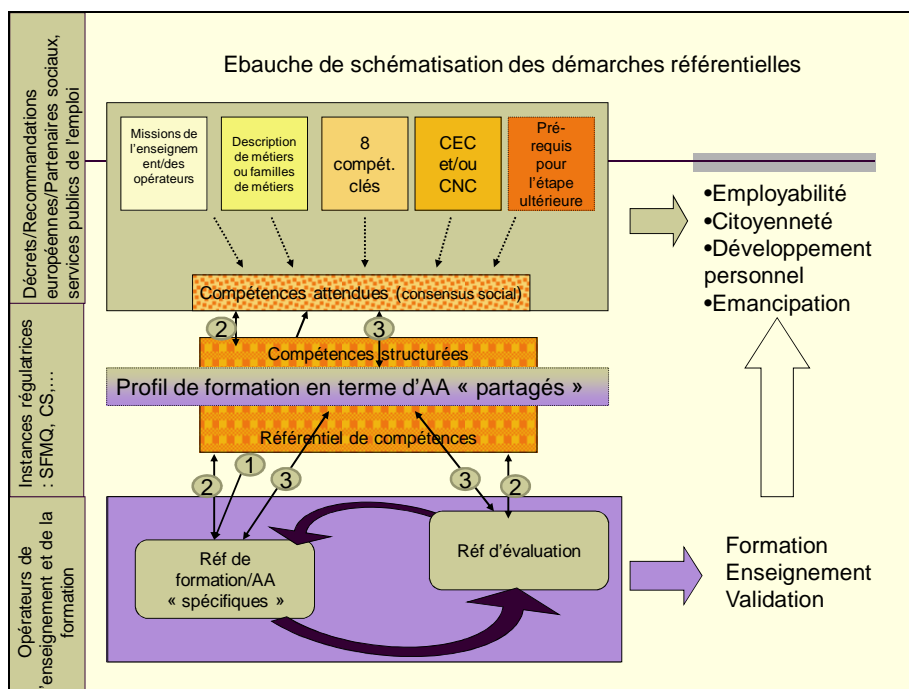 Ebauche de schématisation des démarches référentielles
Décrets/Recommandations
européennes/Partenaires sociaux,
services publics de l'emploi
Missions de
l'enseignem
ent/des
opérateurs
Description
de métiers
ou familles
de métiers
8
compét.
clés
CEC
et/ou
CNC
Pré-
requis
pour
l'étape
ultérieure
Compétences attendues (consensus social)
•Employabilité
•Citoyenneté
•Développement
personnel
•Emancipation
Instances régulatrices
: SFMQ, CS,…
2
3
Compétences structurées
Profil de formation en terme d'AA « partagés »
Référentiel de compétences
2
1
3
3
2
Opérateurs de
l'enseignement et de la
formation
Réf de
formation/AA
« spécifiques »
Réf d'évaluation
Formation
Enseignement
Validation